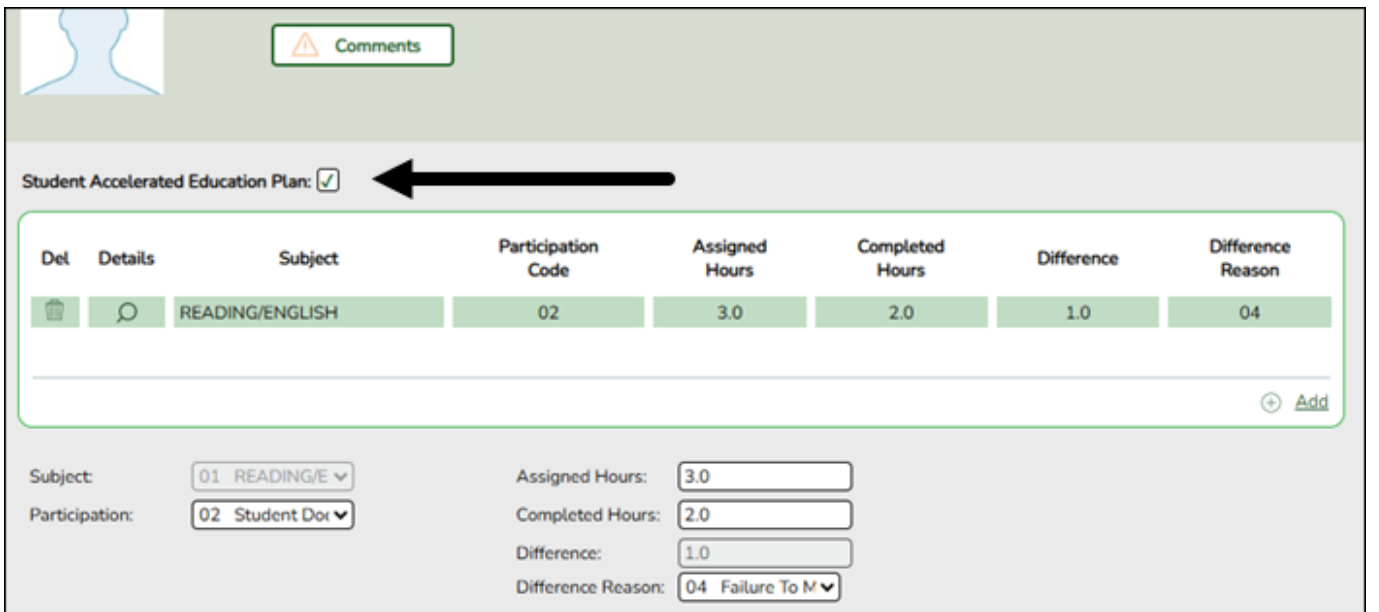 Comments
Student Accelerated Education Plan:
Del Details Subject Participation Code Assigned Hours Completed Hours Difference Difference Reason
READING/ENGLISH 02 3.0 2.0 1.0 04
Add
Subject: 01 READING/E Assigned Hours: 3.0
Participation: 02 Student Doc Completed Hours: 2.0
Difference: 1.0
Difference Reason: 04 Failure To M